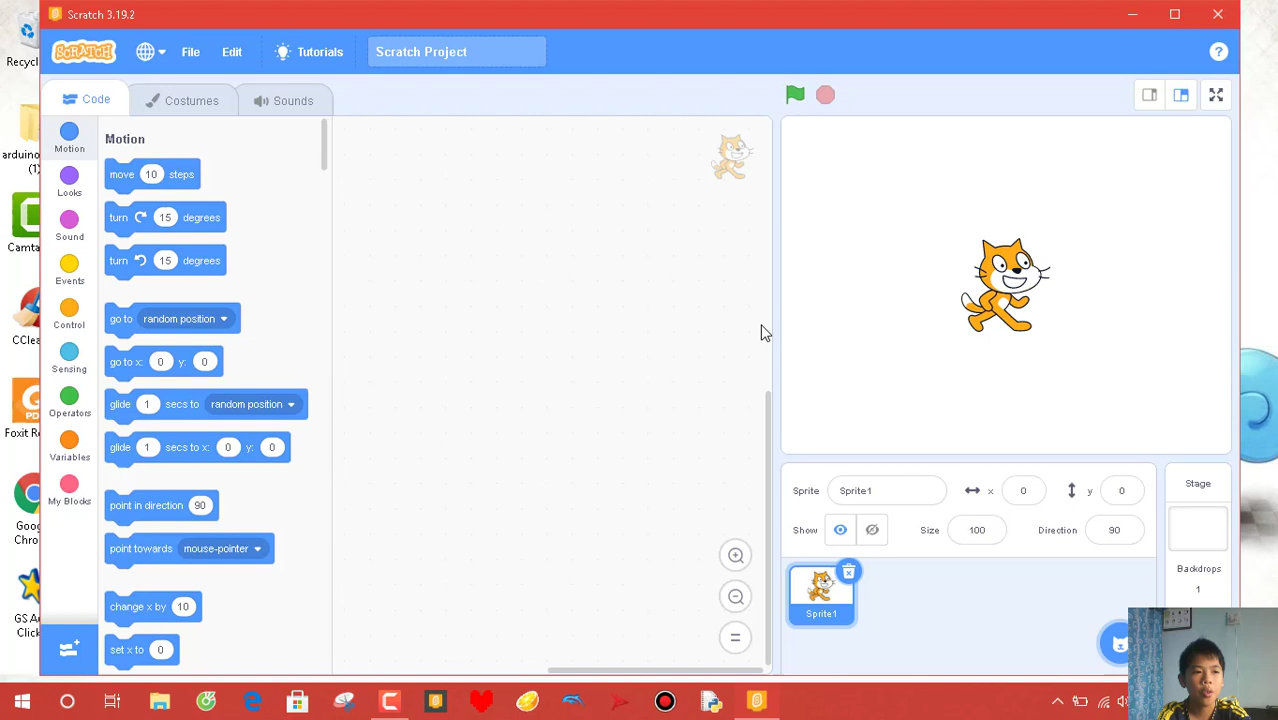 Scratch 3.19.2
SCRATCH
File
Edit
Tutorials
Scratch Project
?
Code
Costumes
Sounds
Motion
Looks
Sound
Events
Control
Sensing
Operators
Variables
My Blocks
Motion
move 10 steps
turn 15 degrees
turn 15 degrees
go to random position
go to x: 0 y: 0
glide 1 secs to random position
glide 1 secs to x: 0 y: 0
point in direction 90
point towards mouse-pointer
change x by 10
set x to 0
Sprite Sprite1 x 0 y 0
Show Size 100 Direction 90
Sprite1
Stage
Backdrops
1
Recyc
arduino
(1)
Camta
CCle
PD
Foxit Re
Goog
Chro
GS A
Click